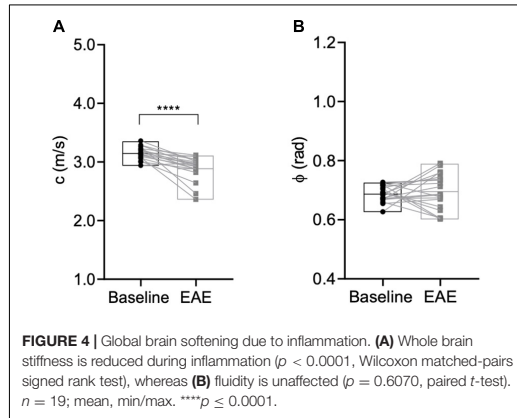 A
5.0
4.0
3.0
2.0
1.0
c (m/s)
****
Baseline EAE
B
1.2
1.0
0.8
0.6
0.4
ϕ (rad)
Baseline EAE
FIGURE 4 | Global brain softening due to inflammation. (A) Whole brain
stiffness is reduced during inflammation (p < 0.0001, Wilcoxon matched-pairs
signed rank test), whereas (B) fluidity is unaffected (p = 0.6070, paired t-test).
n = 19; mean, min/max. ****p ≤ 0.0001.